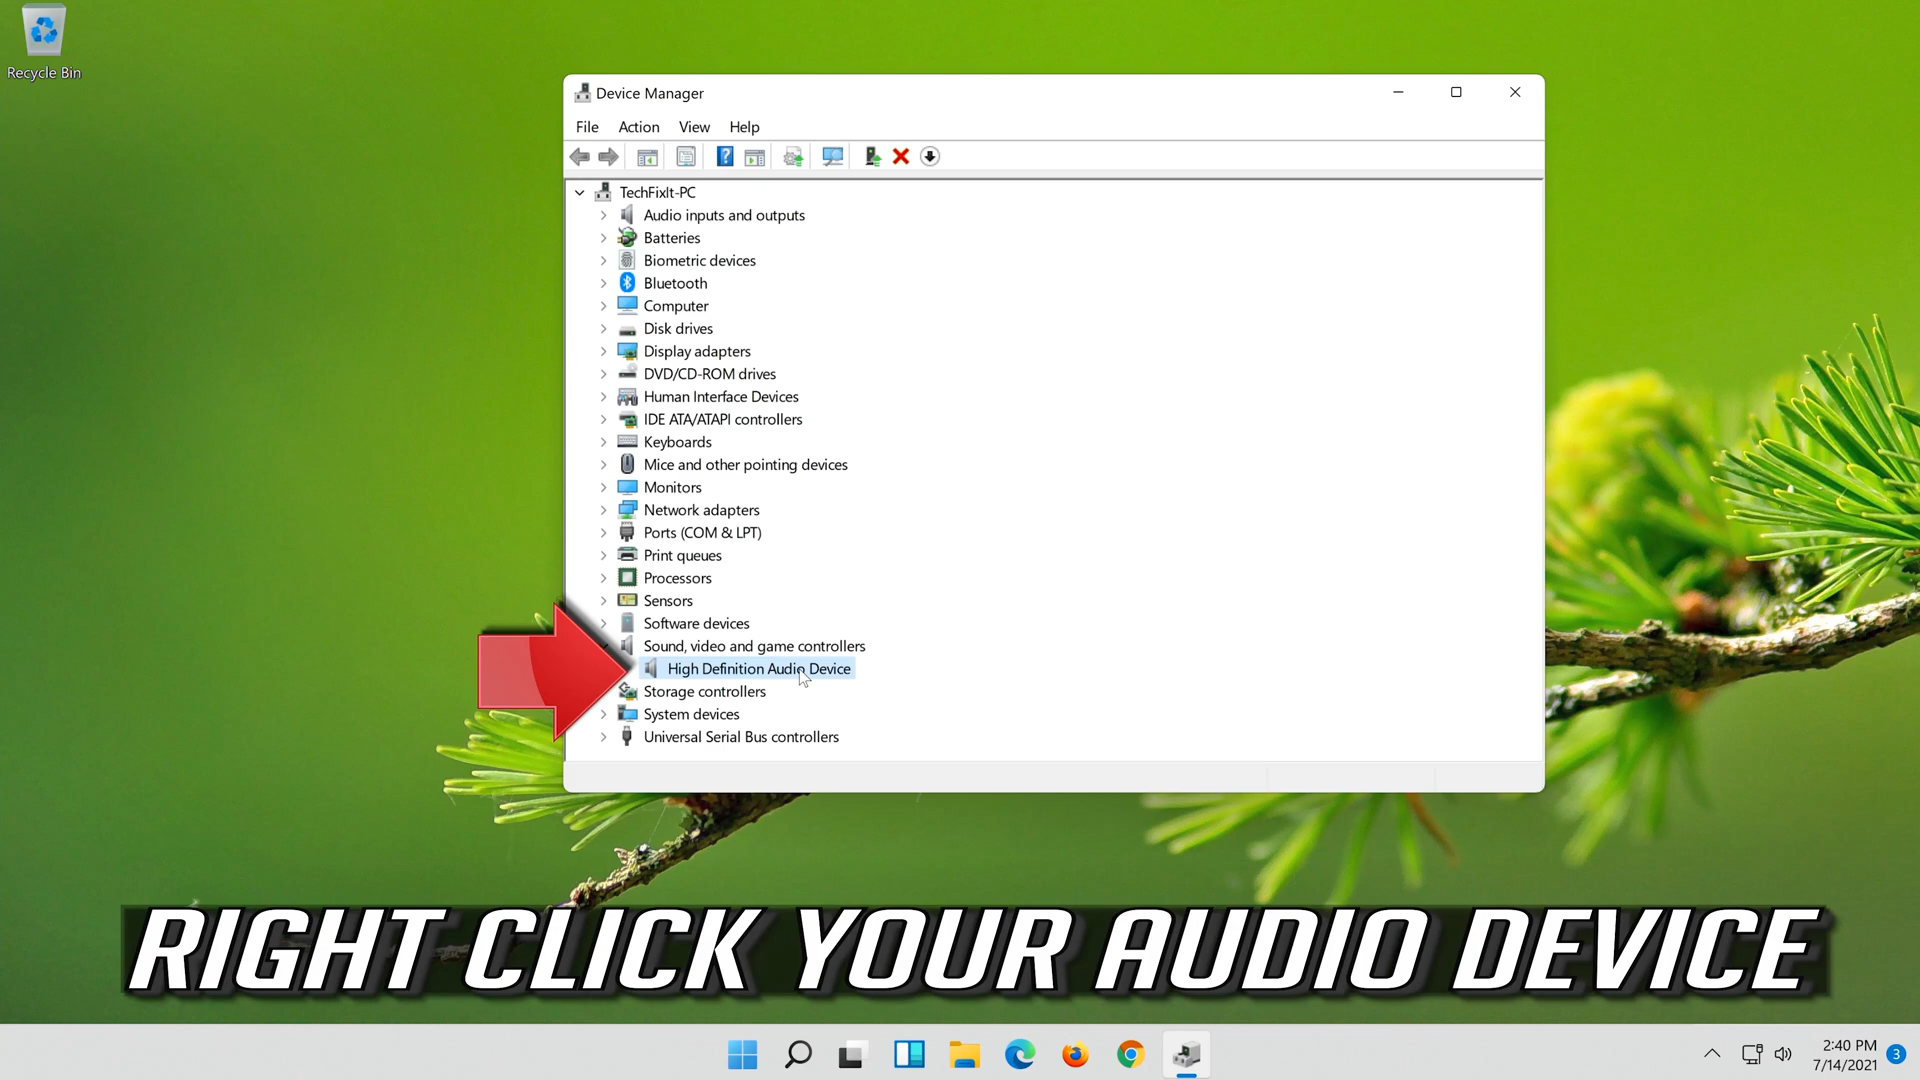 Recycle Bin
Device Manager
File Action View Help
TechFixIt-PC
Audio inputs and outputs
Batteries
Biometric devices
Bluetooth
Computer
Disk drives
Display adapters
DVD/CD-ROM drives
Human Interface Devices
IDE ATA/ATAPI controllers
Keyboards
Mice and other pointing devices
Monitors
Network adapters
Ports (COM & LPT)
Print queues
Processors
Sensors
Software devices
Sound, video and game controllers
High Definition Audio Device
Storage controllers
System devices
Universal Serial Bus controllers
RIGHT CLICK YOUR AUDIO DEVICE
2:40 PM
7/14/2021
3